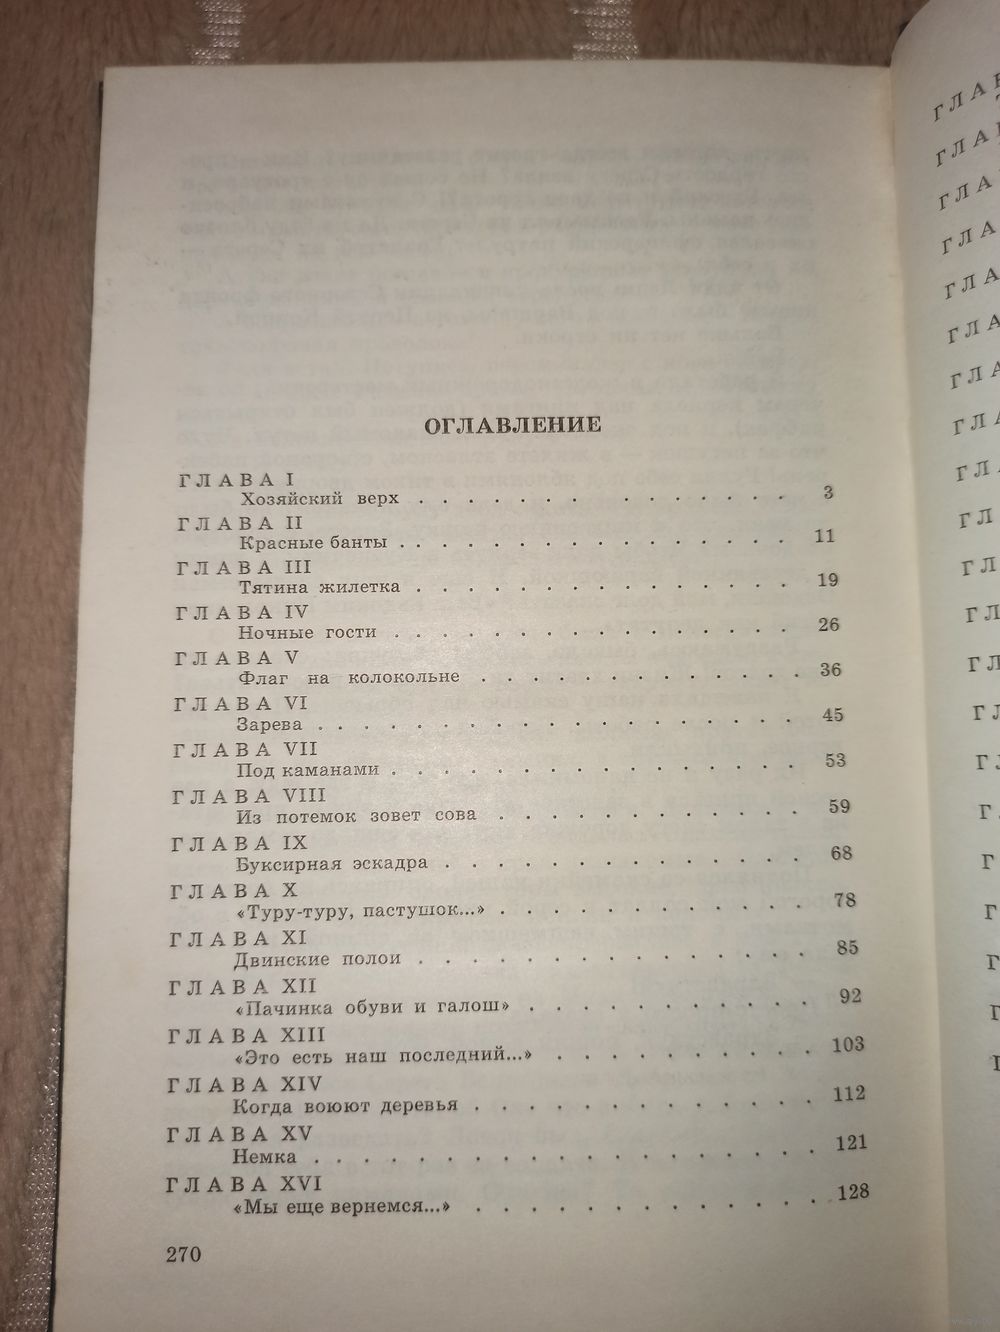 ОГЛАВЛЕНИЕ
ГЛАВА I
Хозяйский верх . . . . . . . . . . . . . . . . 3
ГЛАВА II
Красные банты . . . . . . . . . . . . . . . . 11
ГЛАВА III
Тятина жилетка . . . . . . . . . . . . . . . . 19
ГЛАВА IV
Ночные гости . . . . . . . . . . . . . . . . 26
ГЛАВА V
Флаг на колокольне . . . . . . . . . . . . . 36
ГЛАВА VI
Зарева . . . . . . . . . . . . . . . . . . . 45
ГЛАВА VII
Под каманами . . . . . . . . . . . . . . . . 53
ГЛАВА VIII
Из потемок зовет сова . . . . . . . . . . . . 59
ГЛАВА IX
Буксирная эскадра . . . . . . . . . . . . . . 68
ГЛАВА X
«Туру-туру, пастушок...» . . . . . . . . . . . . 78
ГЛАВА XI
Двинские полои . . . . . . . . . . . . . . . 85
ГЛАВА XII
«Пачинка обуви и галош» . . . . . . . . . . . 92
ГЛАВА XIII
«Это есть наш последний...» . . . . . . . . . . 103
ГЛАВА XIV
Когда воюют деревья . . . . . . . . . . . . . 112
ГЛАВА XV
Немка . . . . . . . . . . . . . . . . . . . 121
ГЛАВА XVI
«Мы еще вернемся...» . . . . . . . . . . . . . 128
270